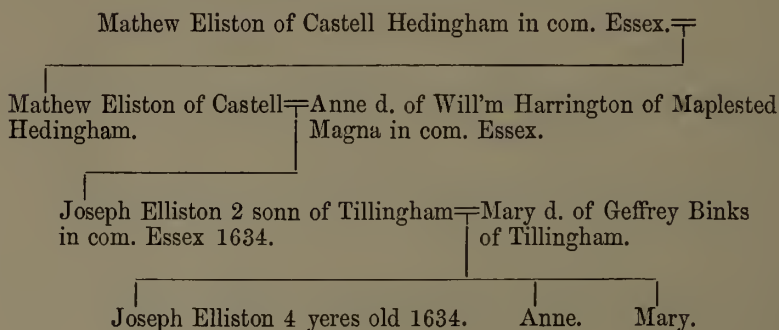 Mathew Eliston of Castell Hedingham in com. Essex.
Mathew Eliston of Castell Anne d. of Will'm Harrington of Maplested
Hedingham. Magna in com. Essex.
Joseph Elliston 2 sonn of Tillingham Mary d. of Geffrey Binks
in com. Essex 1634. of Tillingham.
Joseph Elliston 4 yeres old 1634. Anne. Mary.